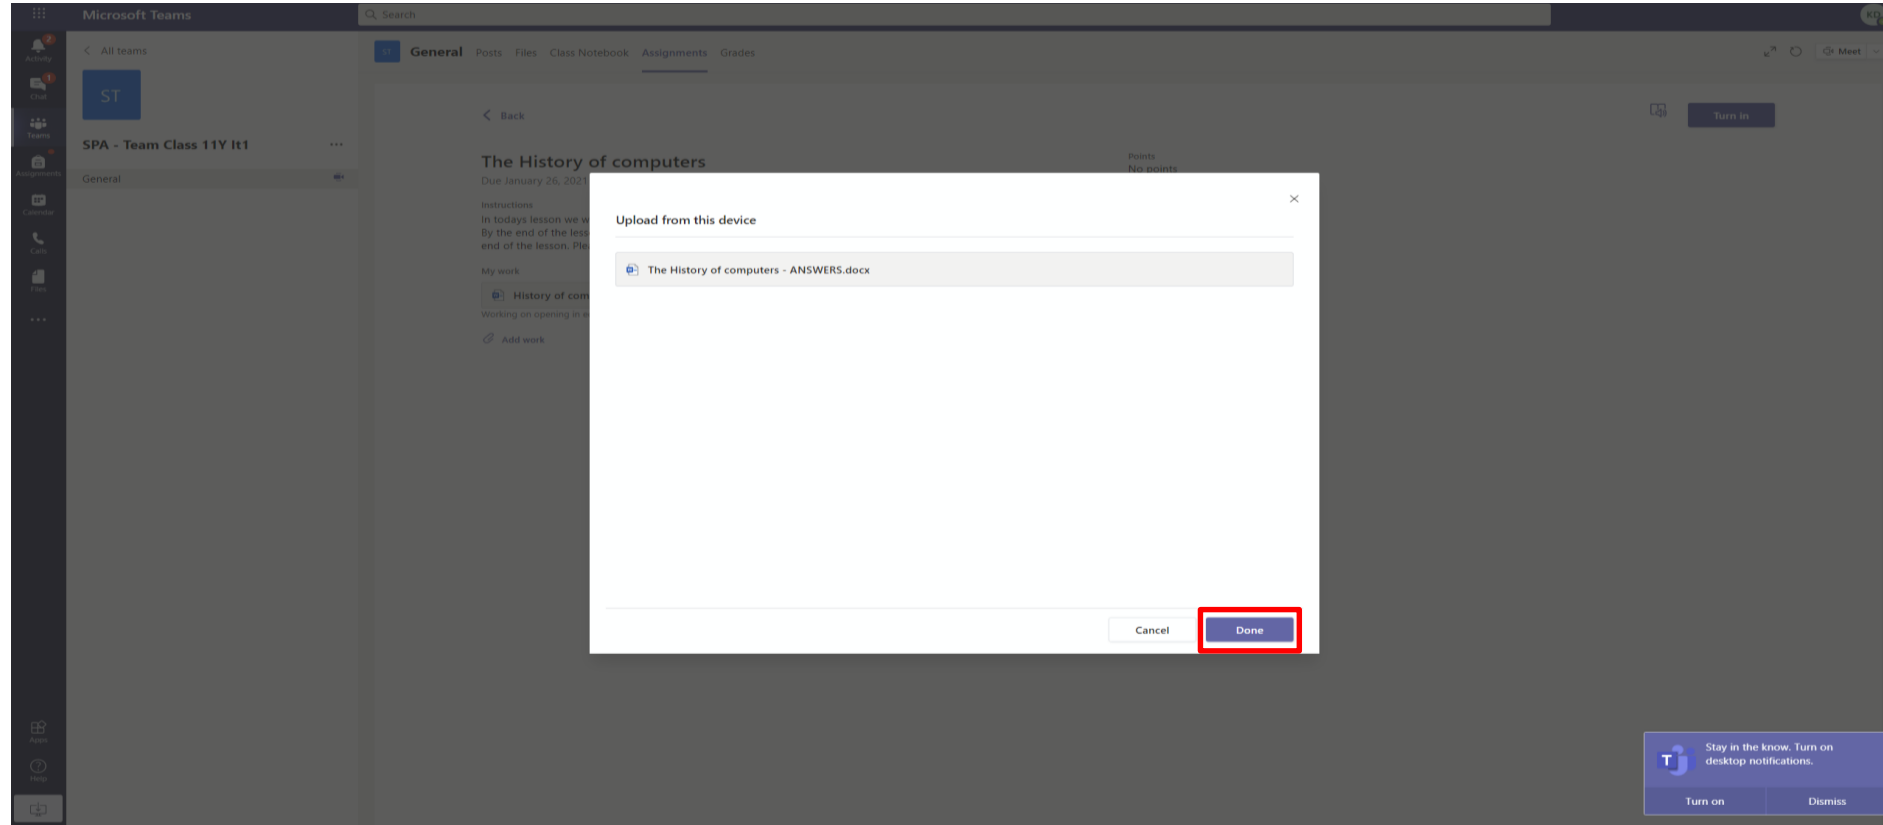 Microsoft Teams
Search
KD
2
Activity
1
Chat
Teams
Assignments
Calendar
Calls
Files
Apps
Help
All teams
ST
SPA - Team Class 11Y It1
General
ST
General Posts Files Class Notebook Assignments Grades
Meet
Back
Turn in
The History of computers
Due January 26, 2021
Points
No points
Instructions
In todays lesson we w
By the end of the less
end of the lesson. Ple
My work
History of com
Working on opening in
Add work
Upload from this device
The History of computers - ANSWERS.docx
Cancel
Done
Stay in the know. Turn on
desktop notifications.
Turn on
Dismiss